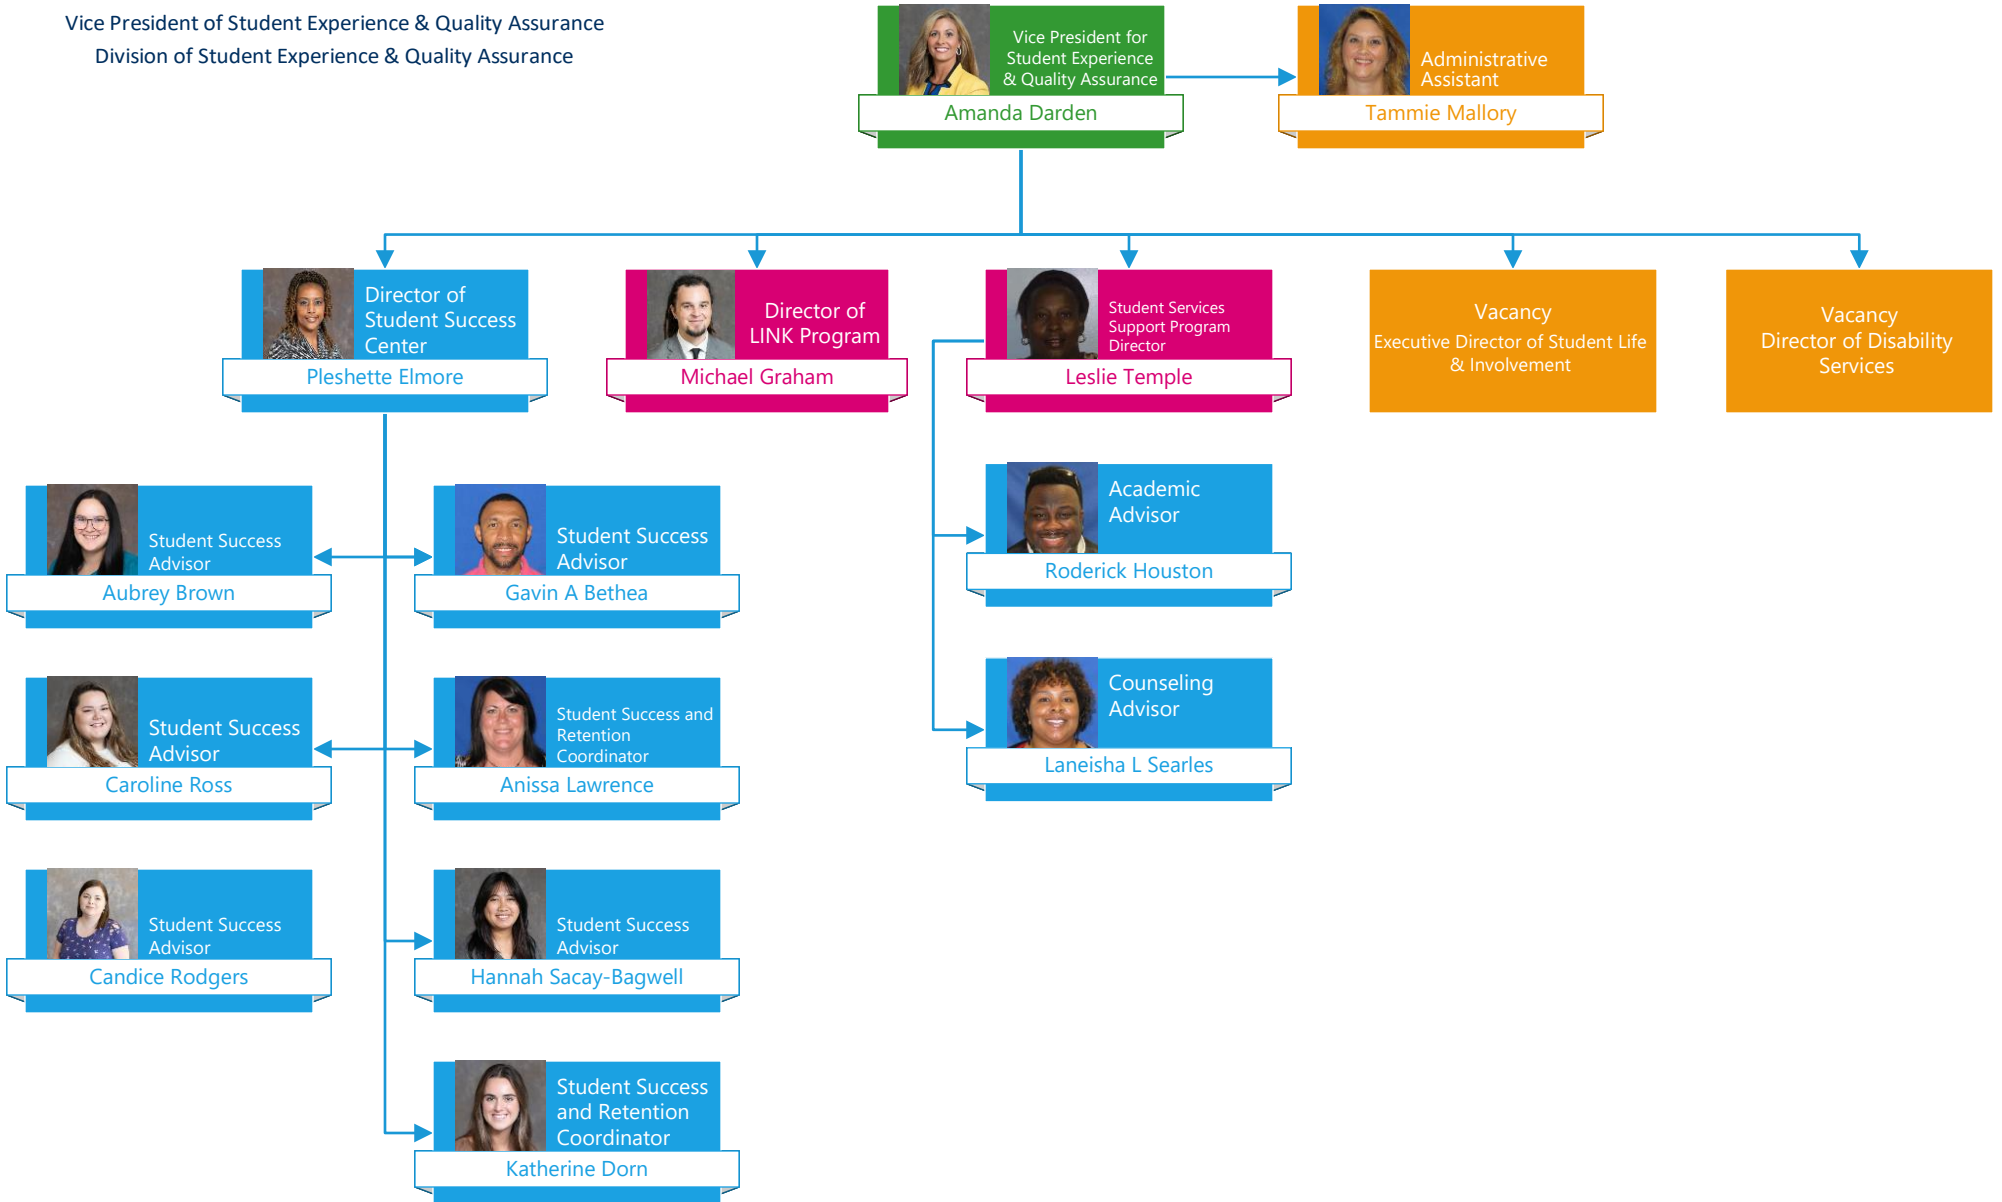 Vice President of Student Experience & Quality Assurance
Division of Student Experience & Quality Assurance
Vice President for
Student Experience
& Quality Assurance
Amanda Darden
Administrative
Assistant
Tammie Mallory
Director of
Student Success
Center
Pleshette Elmore
Director of
LINK Program
Michael Graham
Student Services
Support Program
Director
Leslie Temple
Vacancy
Executive Director of Student Life
& Involvement
Vacancy
Director of Disability
Services
Student Success
Advisor
Aubrey Brown
Student Success
Advisor
Gavin A Bethea
Academic
Advisor
Roderick Houston
Student Success
Advisor
Caroline Ross
Student Success and
Retention
Coordinator
Anissa Lawrence
Counseling
Advisor
Laneisha L Searles
Student Success
Advisor
Candice Rodgers
Student Success
Advisor
Hannah Sacay-Bagwell
Student Success
and Retention
Coordinator
Katherine Dorn